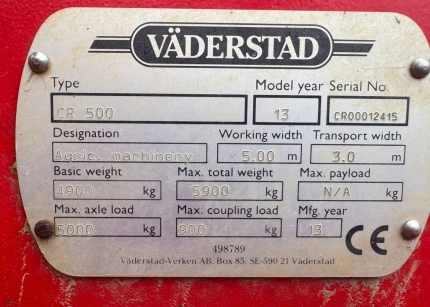 VÄDERSTAD
Type Model year Serial No.
CR 500 13 CR00012415
Designation Working width Transport width
Agric. machinery 5.00 m 3.0 m
Basic weight Max. total weight Max. payload
4900 kg 5900 kg N/A kg
Max. axle load Max. coupling load Mfg. year
5000 kg 900 kg 13 CE
498789
Väderstad-Verken AB. Box 85. SE-590 21 Väderstad